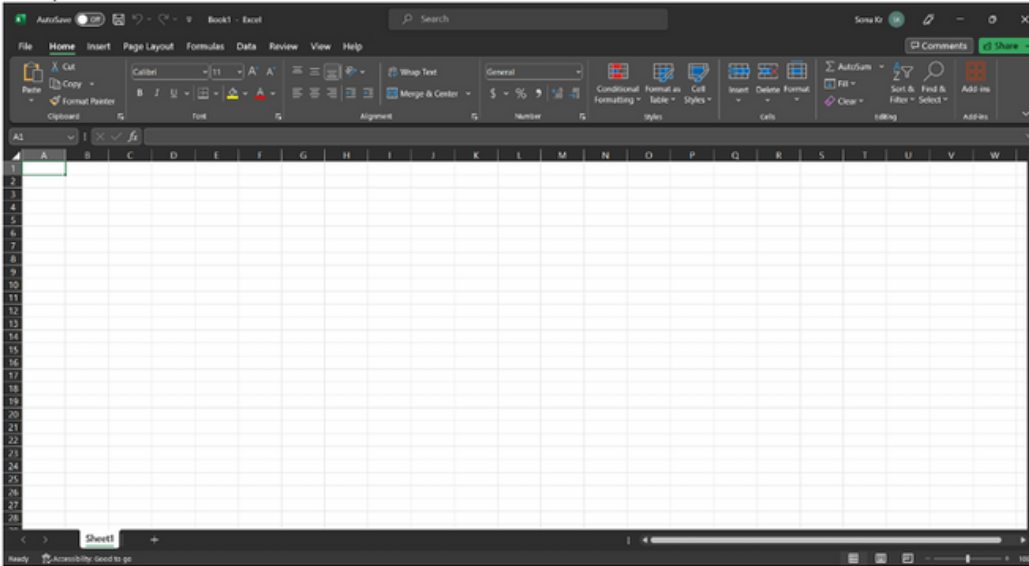 AutoSave Off Book1 - Excel Search Sona Kr SK
File Home Insert Page Layout Formulas Data Review View Help Comments Share
Paste Cut Copy Format Painter Clipboard
Calibri 11 B I U Font
Wrap Text Merge & Center Alignment
General $ % Number
Conditional Formatting Format as Table Cell Styles Styles
Insert Delete Format Cells
AutoSum Fill Clear Sort & Filter Find & Select Editing
Add-ins Add-ins
A1 fx
A B C D E F G H I J K L M N O P Q R S T U V W
1
2
3
4
5
6
7
8
9
10
11
12
13
14
15
16
17
18
19
20
21
22
23
24
25
26
27
28
Sheet1 +
Ready Accessibility: Good to go